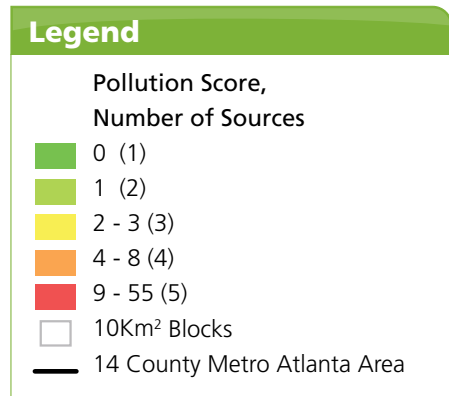 Legend
Pollution Score,
Number of Sources
0 (1)
1 (2)
2 - 3 (3)
4 - 8 (4)
9 - 55 (5)
10Km² Blocks
14 County Metro Atlanta Area